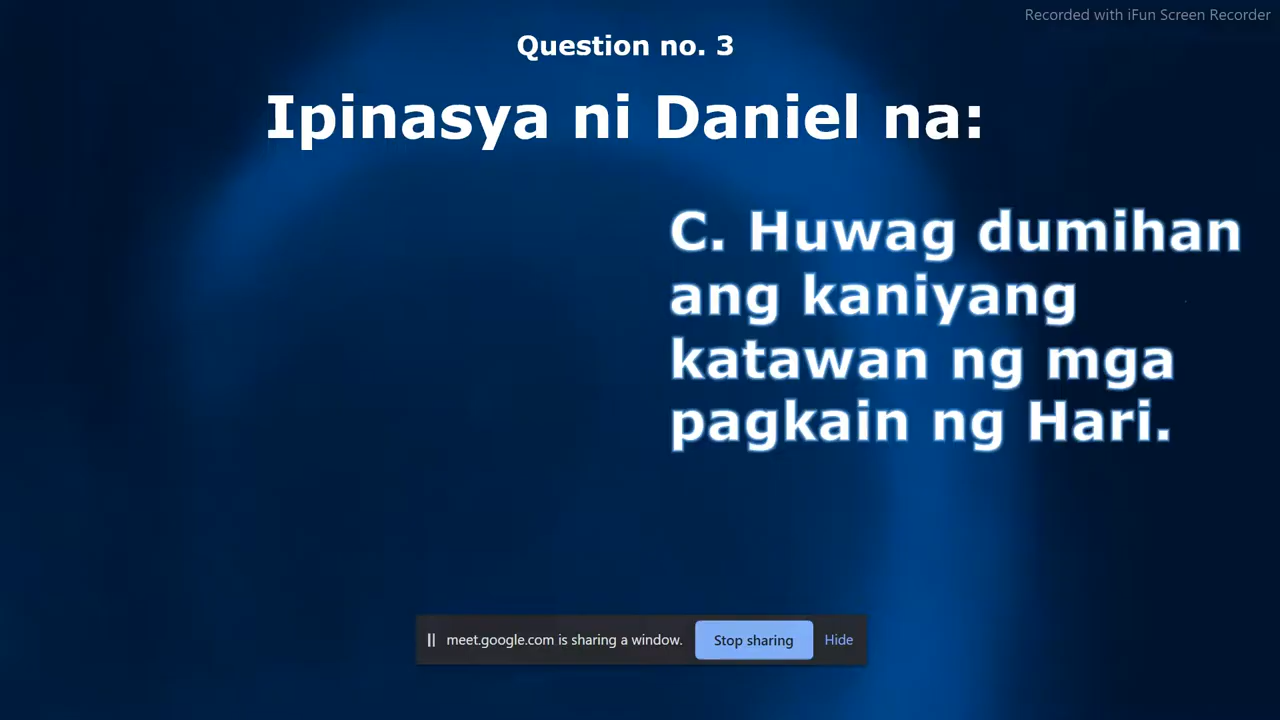 Recorded with iFun Screen Recorder
Question no. 3
Ipinasya ni Daniel na:
C. Huwag dumihan
ang kaniyang
katawan ng mga
pagkain ng Hari.
meet.google.com is sharing a window. Stop sharing Hide